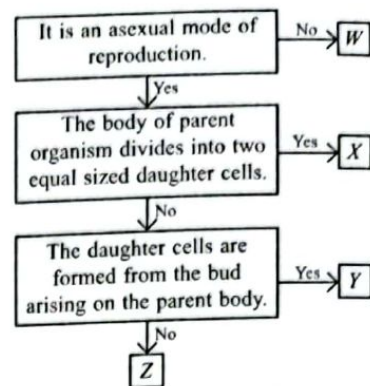 It is an asexual mode of
reproduction.
No
W
Yes
The body of parent
organism divides into two
equal sized daughter cells.
Yes
X
No
The daughter cells are
formed from the bud
arising on the parent body.
Yes
Y
No
Z